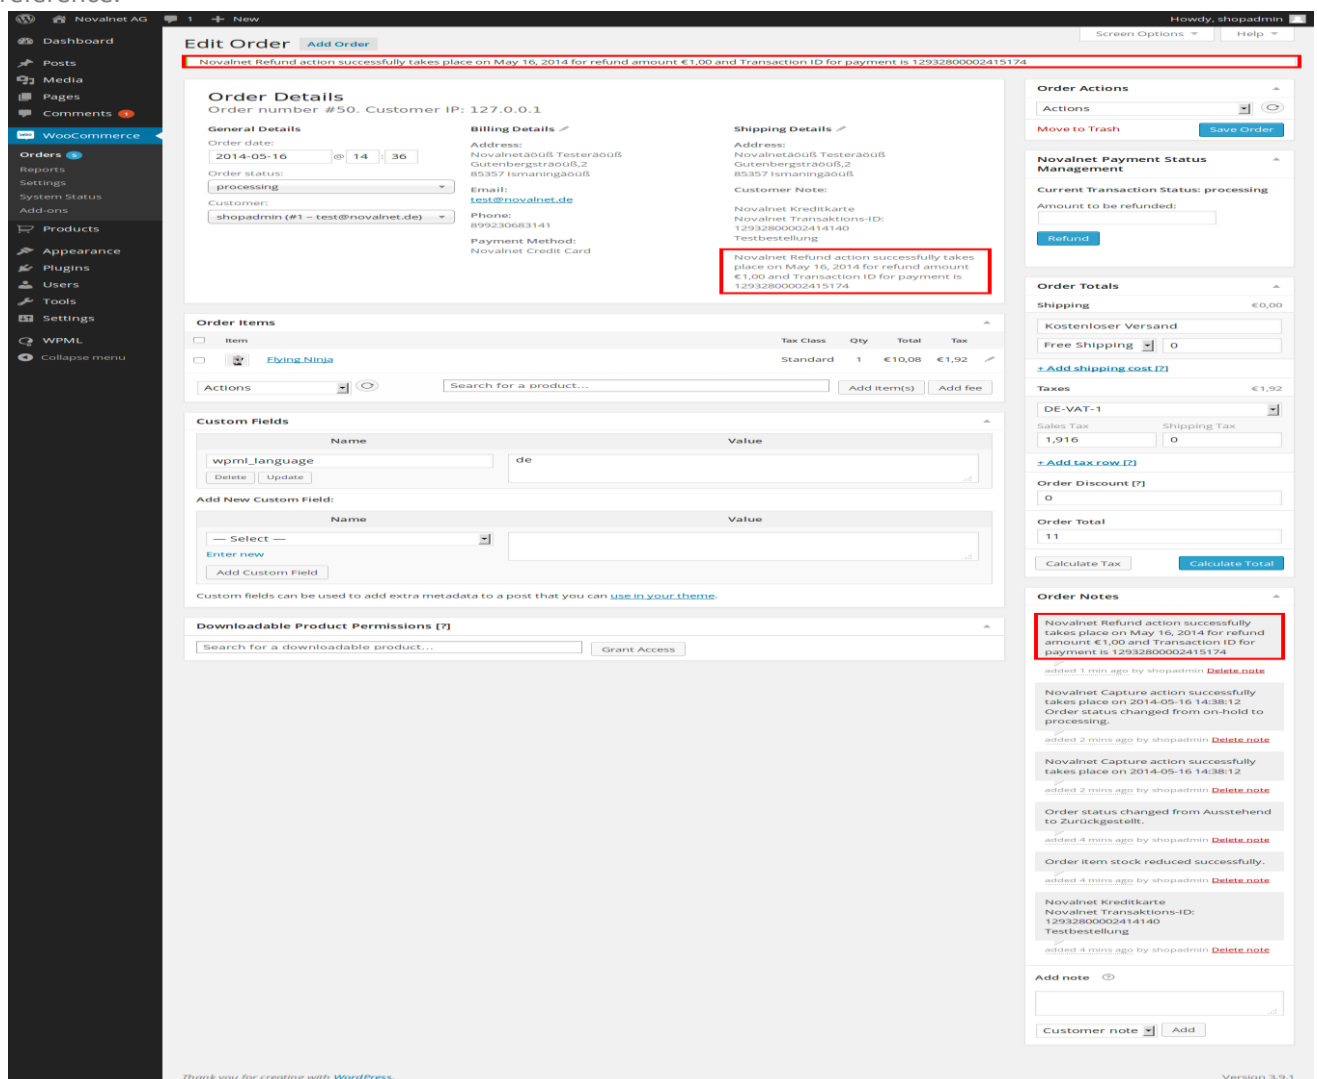 reference.
Novalnet AG 1 + New
Howdy, shopadmin
Dashboard
Posts
Media
Pages
Comments 1
WooCommerce
Orders 5
Reports
Settings
System Status
Add-ons
Products
Appearance
Plugins
Users
Tools
Settings
WPML
Collapse menu
Screen Options Help
Edit Order Add Order
Novalnet Refund action successfully takes place on May 16, 2014 for refund amount €1,00 and Transaction ID for payment is 12932800002415174
Order Details
Order number #50. Customer IP: 127.0.0.1
General Details
Order date:
2014-05-16 @ 14 : 36
Order status:
processing
Customer:
shopadmin (#1 – test@novalnet.de)
Billing Details
Address:
Novalnetäöüß Testeräöüß
Gutenbergsträöüß,2
85357 Ismaningäöüß
Email:
test@novalnet.de
Phone:
899230683141
Payment Method:
Novalnet Credit Card
Shipping Details
Address:
Novalnetäöüß Testeräöüß
Gutenbergsträöüß,2
85357 Ismaningäöüß
Customer Note:
Novalnet Kreditkarte
Novalnet Transaktions-ID:
12932800002414140
Testbestellung
Novalnet Refund action successfully takes
place on May 16, 2014 for refund amount
€1,00 and Transaction ID for payment is
12932800002415174
Order Items
Item Tax Class Qty Total Tax
Flying Ninja Standard 1 €10,08 €1,92
Actions Search for a product... Add item(s) Add fee
Custom Fields
Name Value
wpml_language de
Delete Update
Add New Custom Field:
Name Value
— Select —
Enter new
Add Custom Field
Custom fields can be used to add extra metadata to a post that you can use in your theme.
Downloadable Product Permissions [?]
Search for a downloadable product... Grant Access
Order Actions
Actions
Move to Trash Save Order
Novalnet Payment Status
Management
Current Transaction Status: processing
Amount to be refunded:
Refund
Order Totals
Shipping €0,00
Kostenloser Versand
Free Shipping 0
+ Add shipping cost [?]
Taxes €1,92
DE-VAT-1
Sales Tax Shipping Tax
1,916 0
+ Add tax row [?]
Order Discount [?]
0
Order Total
11
Calculate Tax Calculate Total
Order Notes
Novalnet Refund action successfully
takes place on May 16, 2014 for refund
amount €1,00 and Transaction ID for
payment is 12932800002415174
added 1 min ago by shopadmin Delete note
Novalnet Capture action successfully
takes place on 2014-05-16 14:38:12
Order status changed from on-hold to
processing.
added 2 mins ago by shopadmin Delete note
Novalnet Capture action successfully
takes place on 2014-05-16 14:38:12
added 2 mins ago by shopadmin Delete note
Order status changed from Ausstehend
to Zurückgestellt.
added 4 mins ago by shopadmin Delete note
Order item stock reduced successfully.
added 4 mins ago by shopadmin Delete note
Novalnet Kreditkarte
Novalnet Transaktions-ID:
12932800002414140
Testbestellung
added 4 mins ago by shopadmin Delete note
Add note
Customer note Add
Thank you for creating with WordPress.
Version 3.9.1